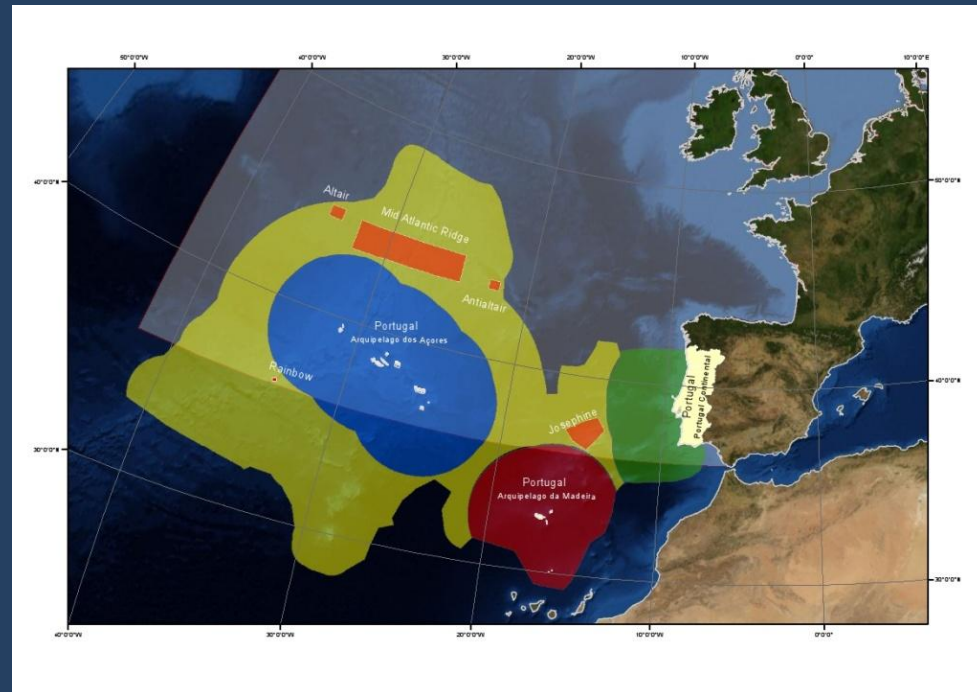 50°0'0"W 40°0'0"W 30°0'0"W 20°0'0"W 10°0'0"W 0°0'0" 10°0'0"E
40°0'0"N
50°0'0"N
Altair
Mid Atlantic Ridge
Antialtair
Portugal
Arquipelago dos Açores
Rainbow
Portugal
Portugal Continental
40°0'0"N
Josephine
30°0'0"N
Portugal
Arquipelago da Madeira
30°0'0"N
40°0'0"W 30°0'0"W 20°0'0"W 10°0'0"W 0°0'0"